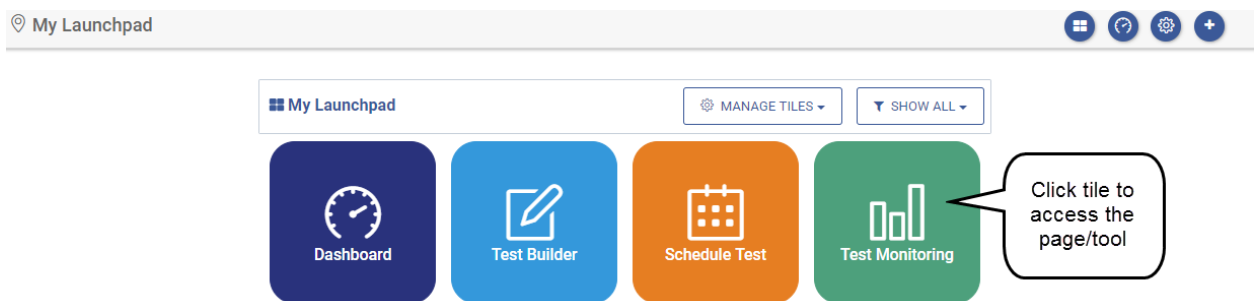 My Launchpad
My Launchpad
MANAGE TILES
SHOW ALL
Dashboard
Test Builder
Schedule Test
Test Monitoring
Click tile to
access the
page/tool